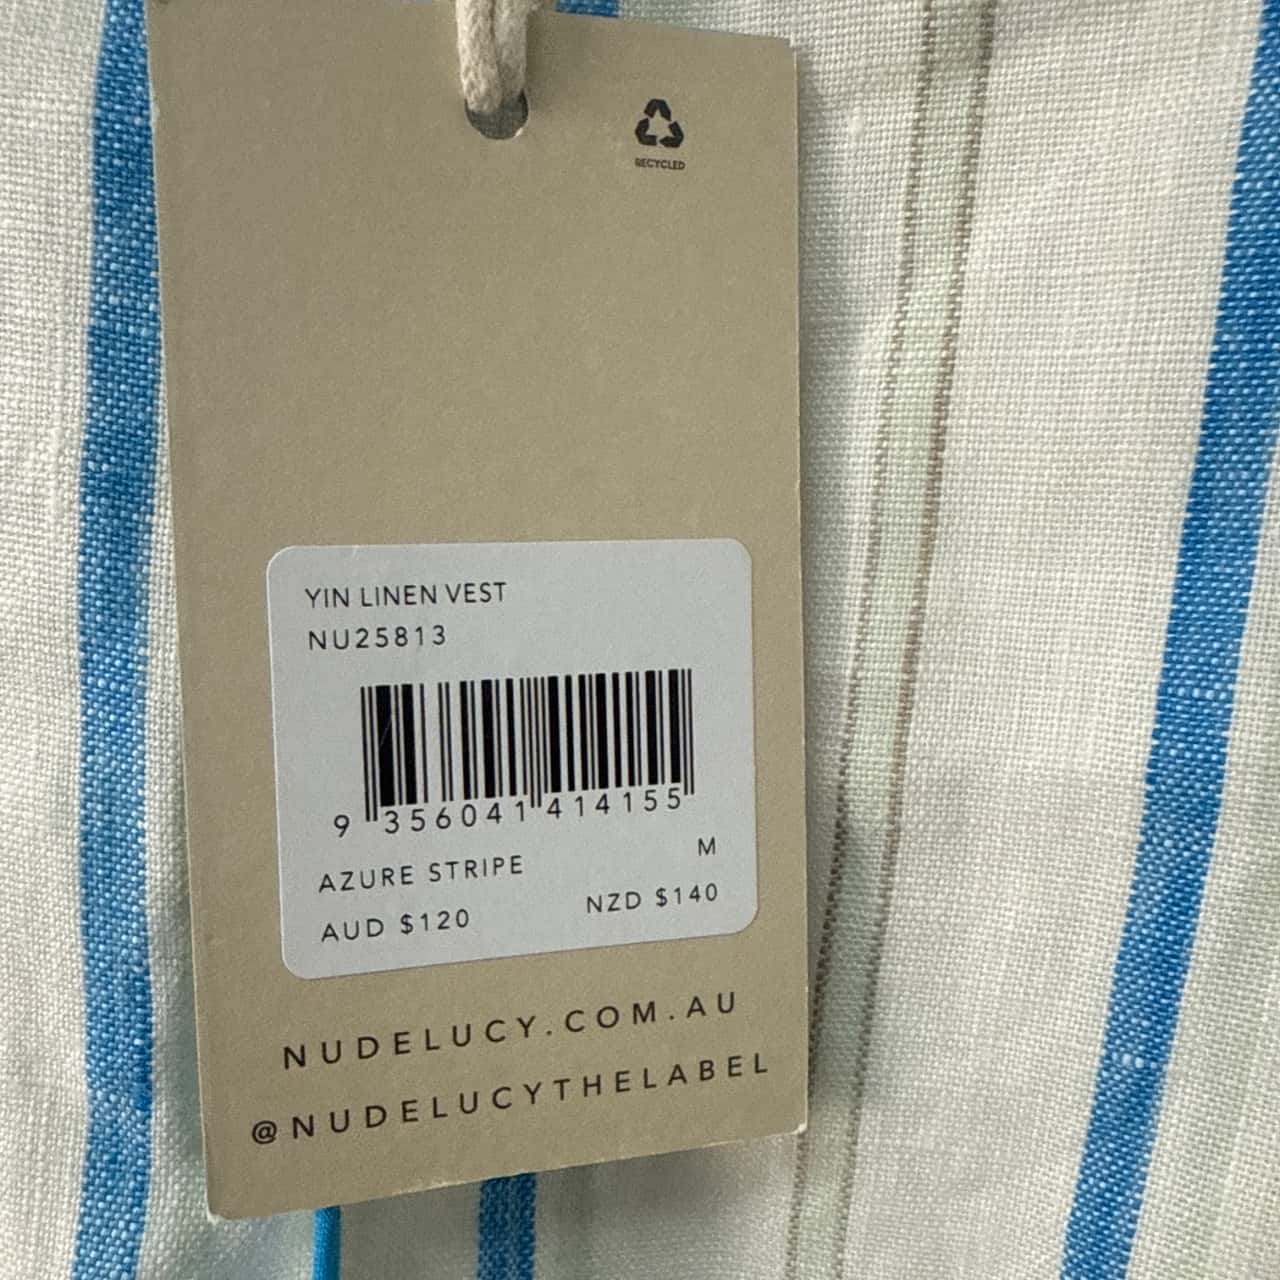 RECYCLED
YIN LINEN VEST
NU25813
9 356041 414155
M
AZURE STRIPE
AUD $120 NZD $140
NUDELUCY.COM.AU
@NUDELUCYTHELABEL